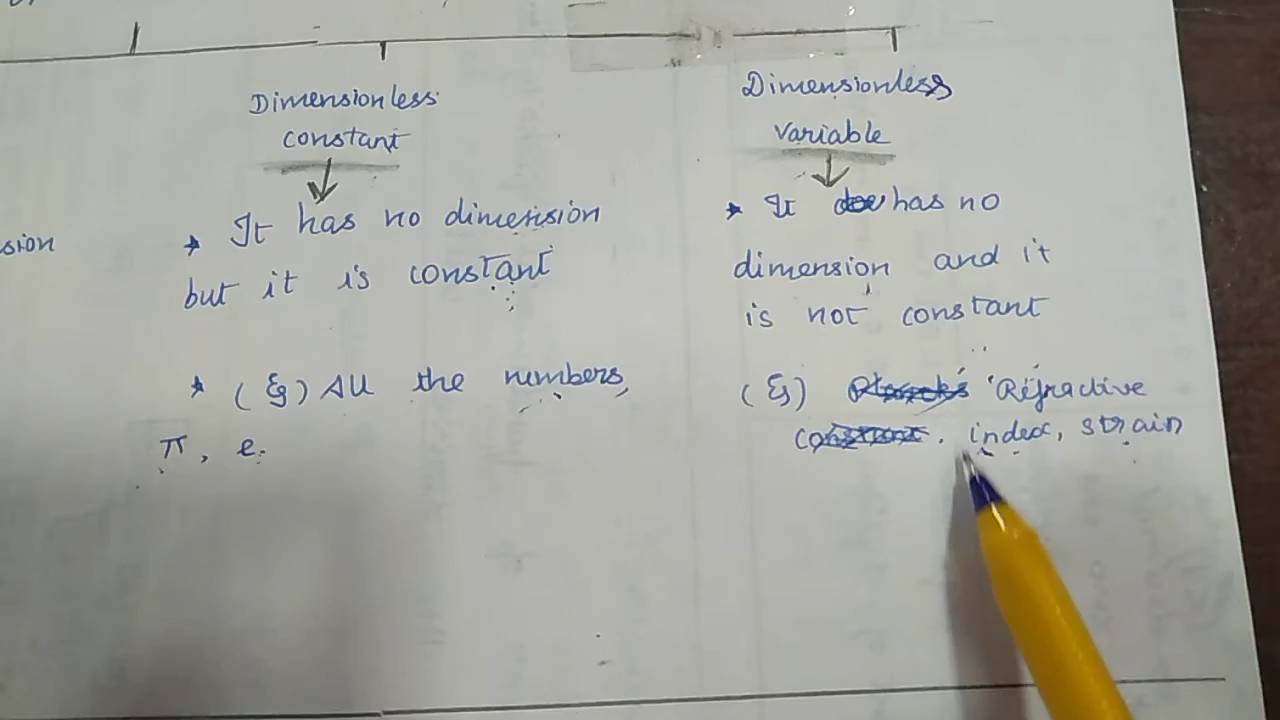 sion
Dimensionless
constant
* It has no dimension
but it is constant
* (Eg) All the numbers,
π, e.
Dimensionless
Variable
* It has no
dimension and it
is not constant
(Eg) Refractive
index, strain